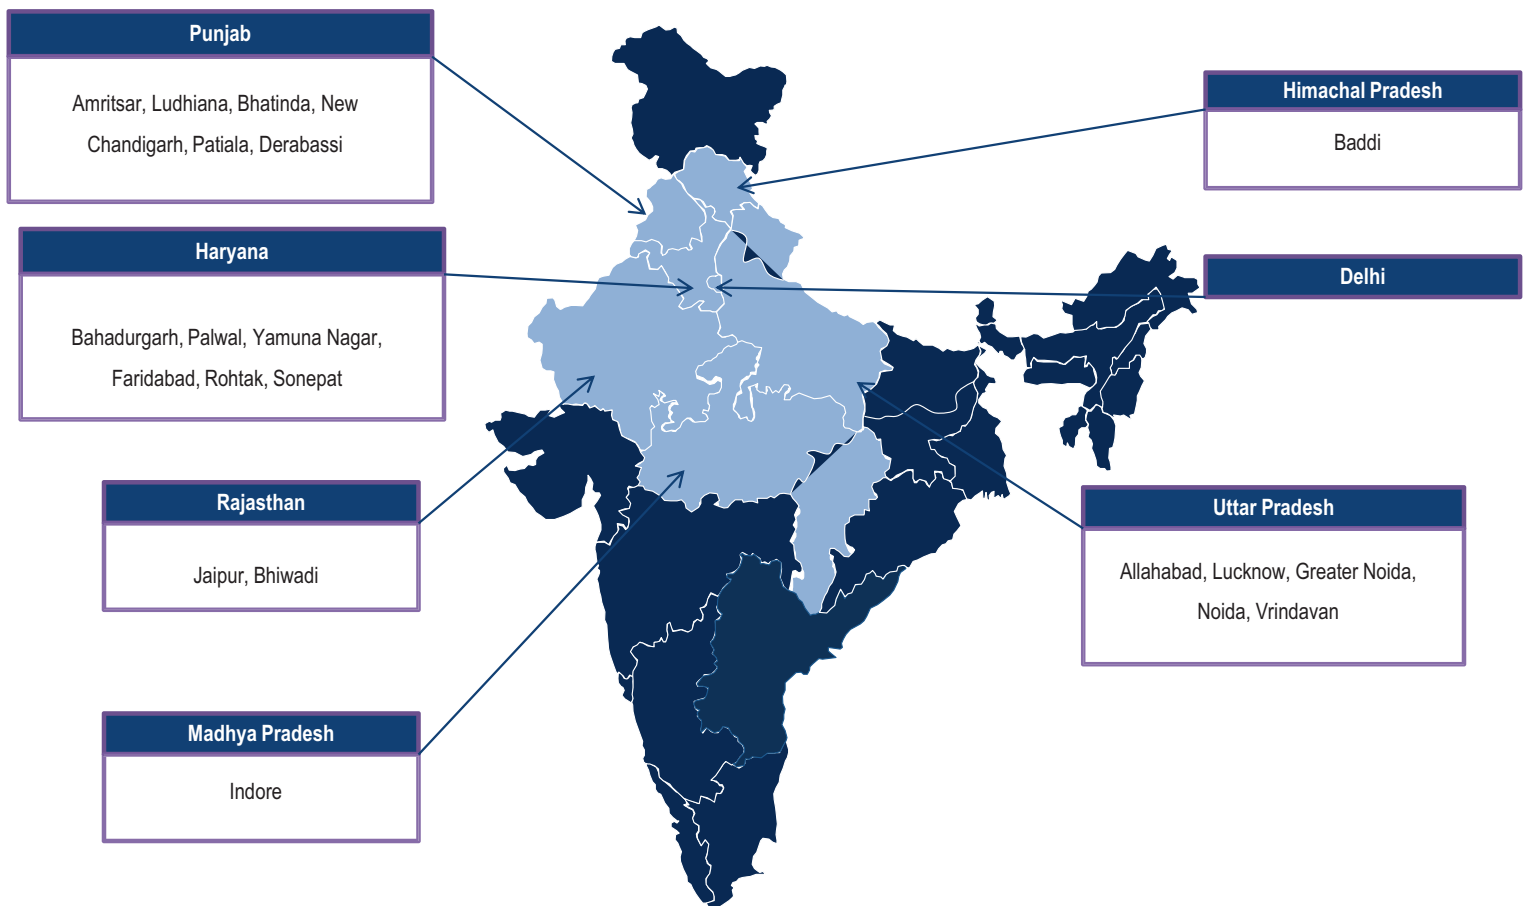 Punjab
Amritsar, Ludhiana, Bhatinda, New
Chandigarh, Patiala, Derabassi
Himachal Pradesh
Baddi
Haryana
Bahadurgarh, Palwal, Yamuna Nagar,
Faridabad, Rohtak, Sonepat
Delhi
Rajasthan
Jaipur, Bhiwadi
Uttar Pradesh
Allahabad, Lucknow, Greater Noida,
Noida, Vrindavan
Madhya Pradesh
Indore